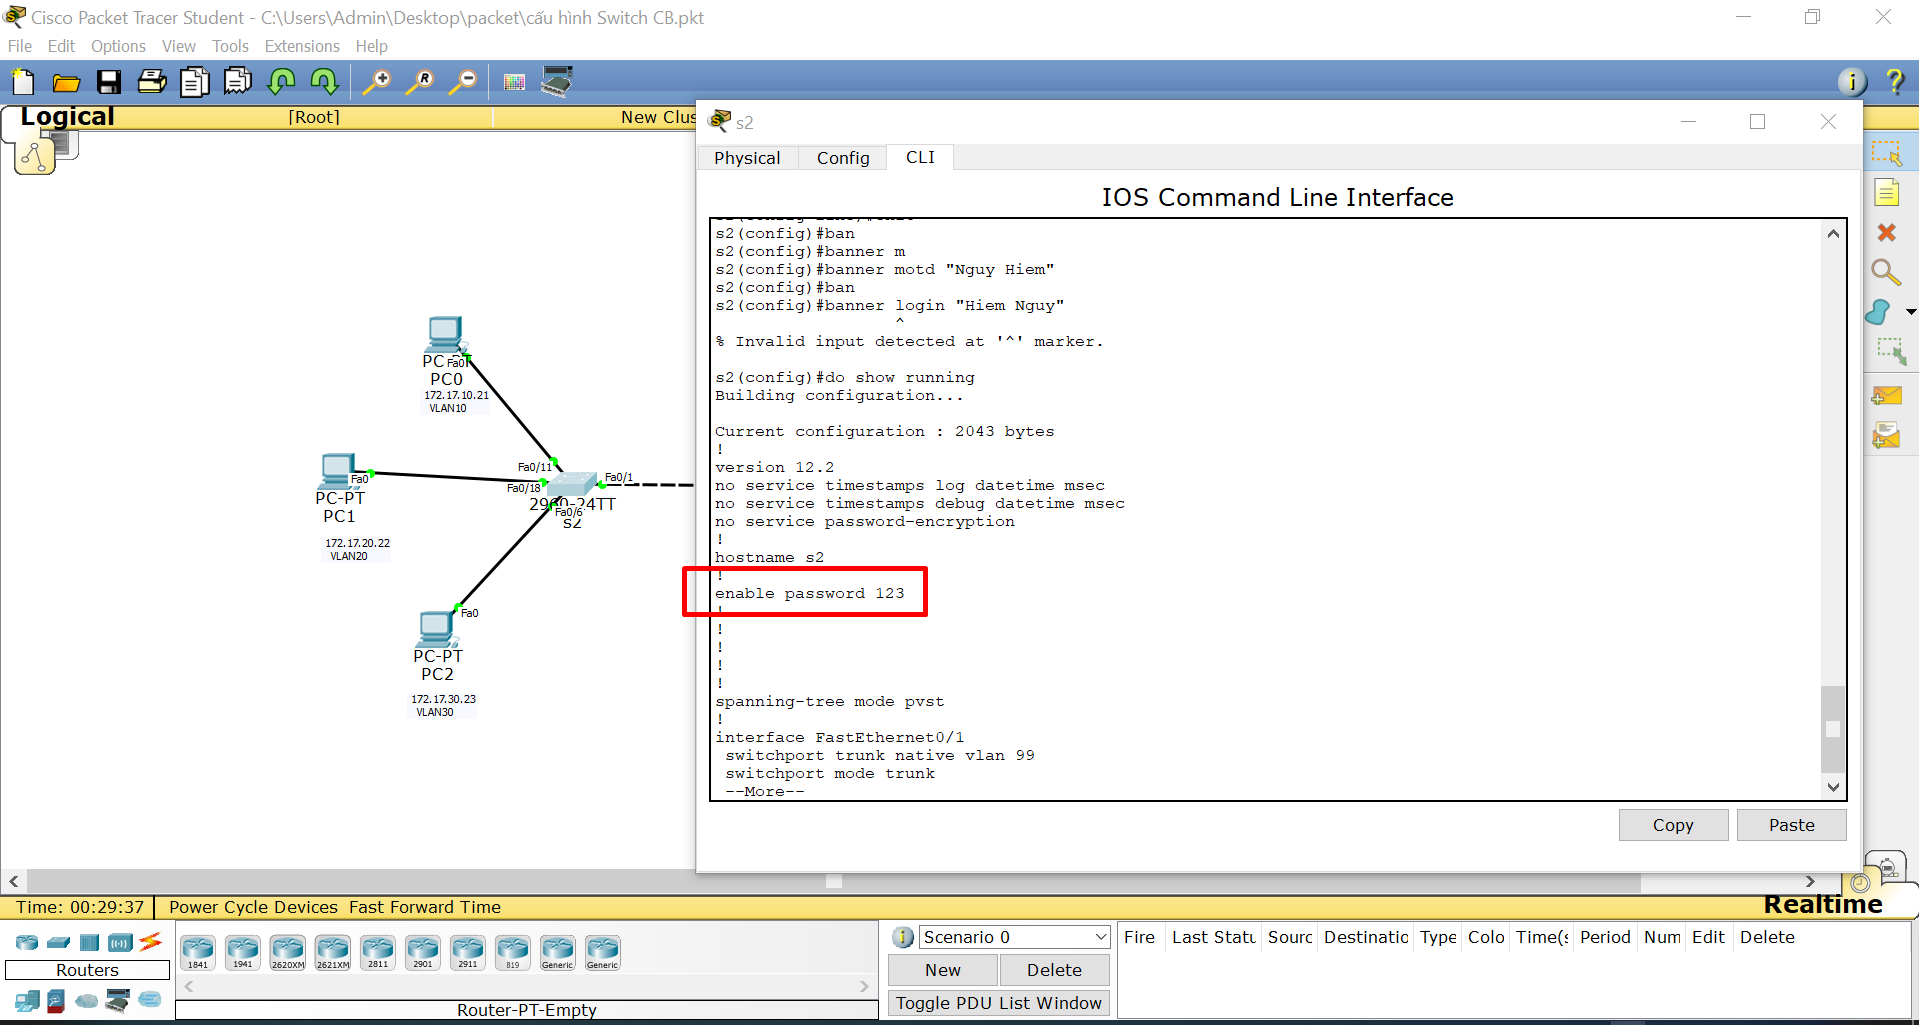 Cisco Packet Tracer Student - C:\Users\Admin\Desktop\packet\cấu hình Switch CB.pkt
File Edit Options View Tools Extensions Help
Logical
[Root]
New Clus
s2
Physical Config CLI
IOS Command Line Interface
s2(config)#ban
s2(config)#banner m
s2(config)#banner motd "Nguy Hiem"
s2(config)#ban
s2(config)#banner login "Hiem Nguy"
^
% Invalid input detected at '^' marker.
s2(config)#do show running
Building configuration...
Current configuration : 2043 bytes
!
version 12.2
no service timestamps log datetime msec
no service timestamps debug datetime msec
no service password-encryption
!
hostname s2
!
enable password 123
!
!
!
!
!
spanning-tree mode pvst
!
interface FastEthernet0/1
switchport trunk native vlan 99
switchport mode trunk
--More--
Copy Paste
Fa0
PC0
172.17.10.21
VLAN10
Fa0
PC-PT
PC1
172.17.20.22
VLAN20
Fa0/11
Fa0/18
Fa0/1
Fa0/6
s2
Fa0
PC-PT
PC2
172.17.30.23
VLAN30
Time: 00:29:37 Power Cycle Devices Fast Forward Time
Realtime
Routers
1841 1941 2620XM 2621XM 2811 2901 2911 819 Generic Generic
Router-PT-Empty
Scenario 0
New Delete
Toggle PDU List Window
Fire Last Statu Sourc Destinatio Type Colo Time(s Period Num Edit Delete